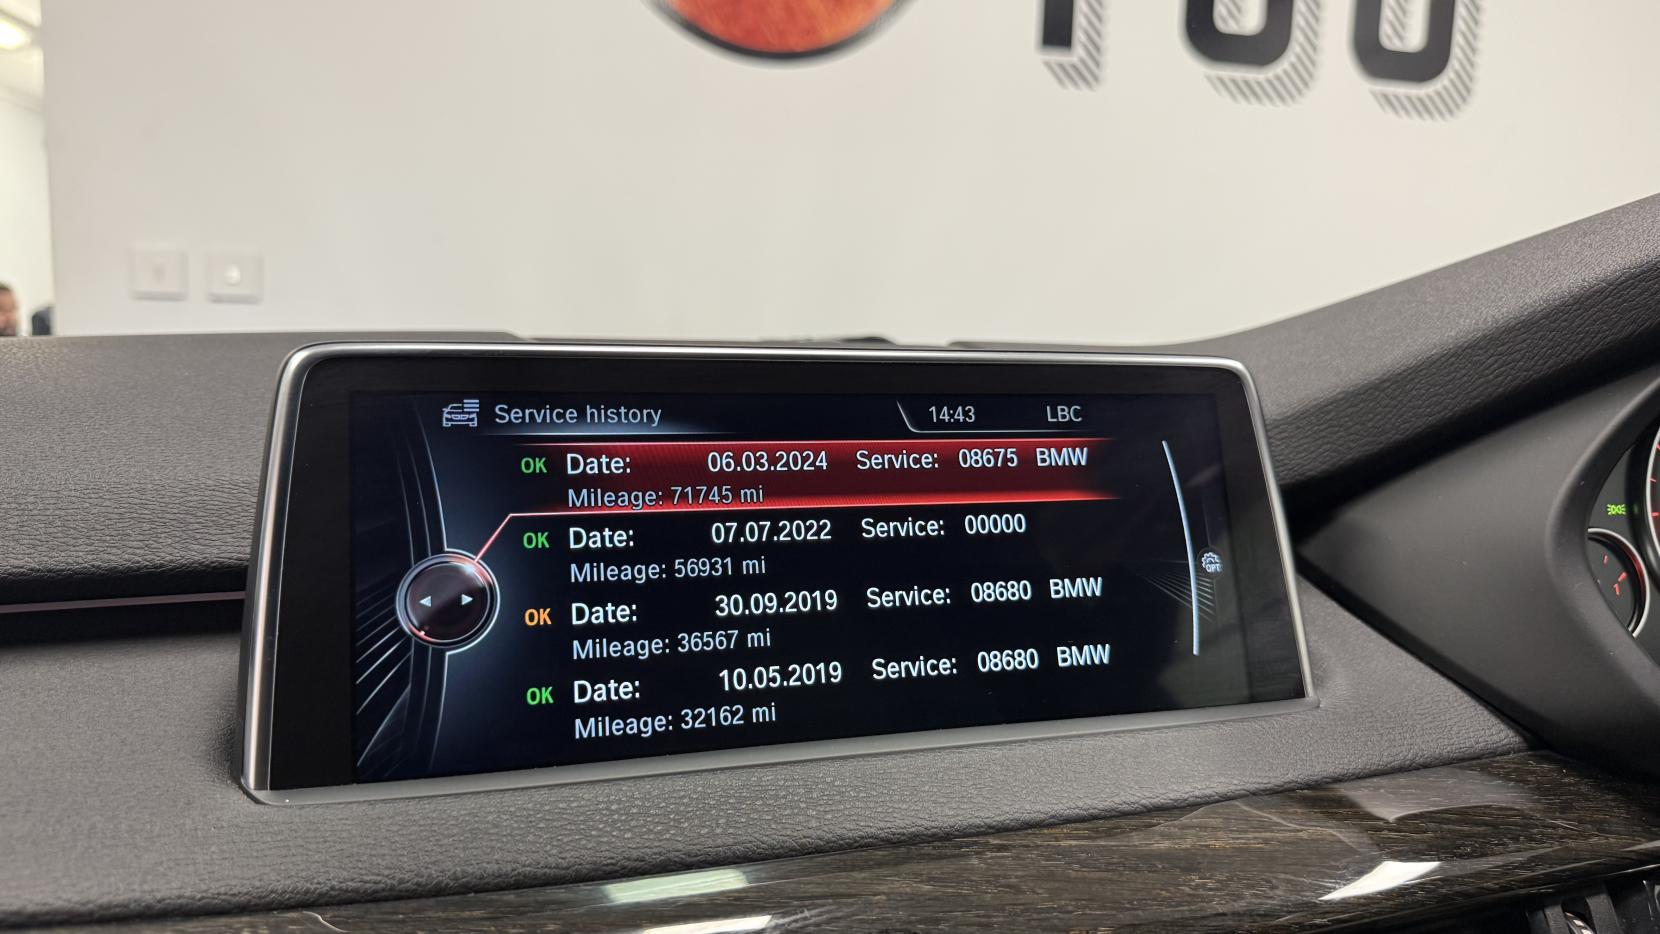 Service history 14:43 LBC
OK Date: 06.03.2024 Service: 08675 BMW
Mileage: 71745 mi
OK Date: 07.07.2022 Service: 00000
Mileage: 56931 mi
OK Date: 30.09.2019 Service: 08680 BMW
Mileage: 36567 mi
OK Date: 10.05.2019 Service: 08680 BMW
Mileage: 32162 mi
OPT